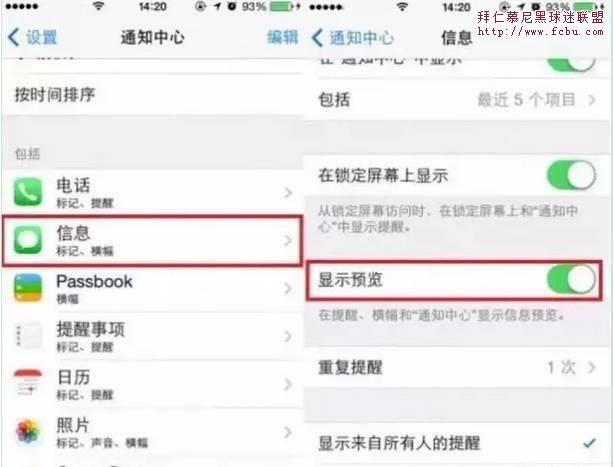 14:20
93%
设置
通知中心
编辑
按时间排序
包括
电话
标记、提醒
信息
标记、横幅
Passbook
横幅
提醒事项
标记、提醒
日历
标记、提醒
照片
标记、声音、横幅
14:20
93%
拜仁慕尼黑球迷联盟
http://www.fcbu.com
通知中心
信息
在“通知中心”中显示
包括
最近 5 个项目
在锁定屏幕上显示
从锁定屏幕访问时、在锁定屏幕上和“通知中
心”中显示提醒。
显示预览
在提醒、横幅和“通知中心”显示信息预览。
重复提醒
1 次
显示来自所有人的提醒